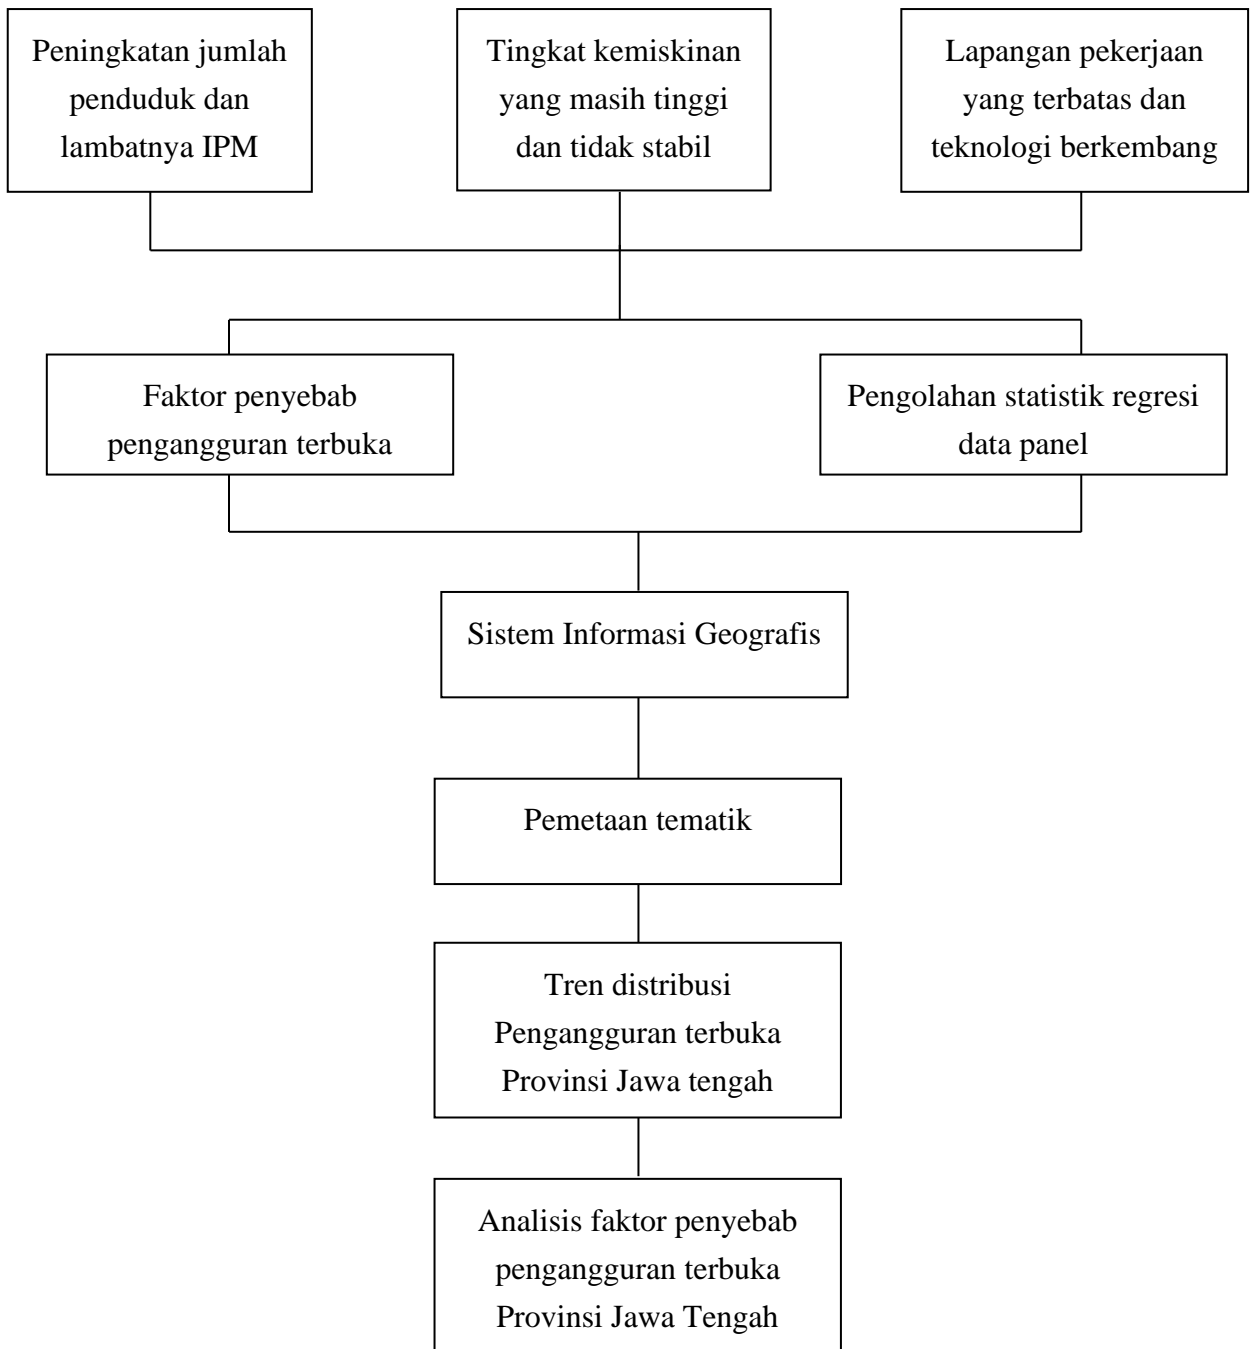 Peningkatan jumlah
penduduk dan
lambatnya IPM
Tingkat kemiskinan
yang masih tinggi
dan tidak stabil
Lapangan pekerjaan
yang terbatas dan
teknologi berkembang
Faktor penyebab
pengangguran terbuka
Pengolahan statistik regresi
data panel
Sistem Informasi Geografis
Pemetaan tematik
Tren distribusi
Pengangguran terbuka
Provinsi Jawa tengah
Analisis faktor penyebab
pengangguran terbuka
Provinsi Jawa Tengah